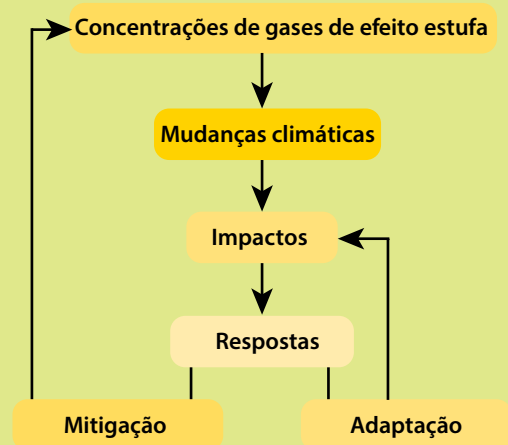 Concentrações de gases de efeito estufa
Mudanças climáticas
Impactos
Respostas
Mitigação
Adaptação